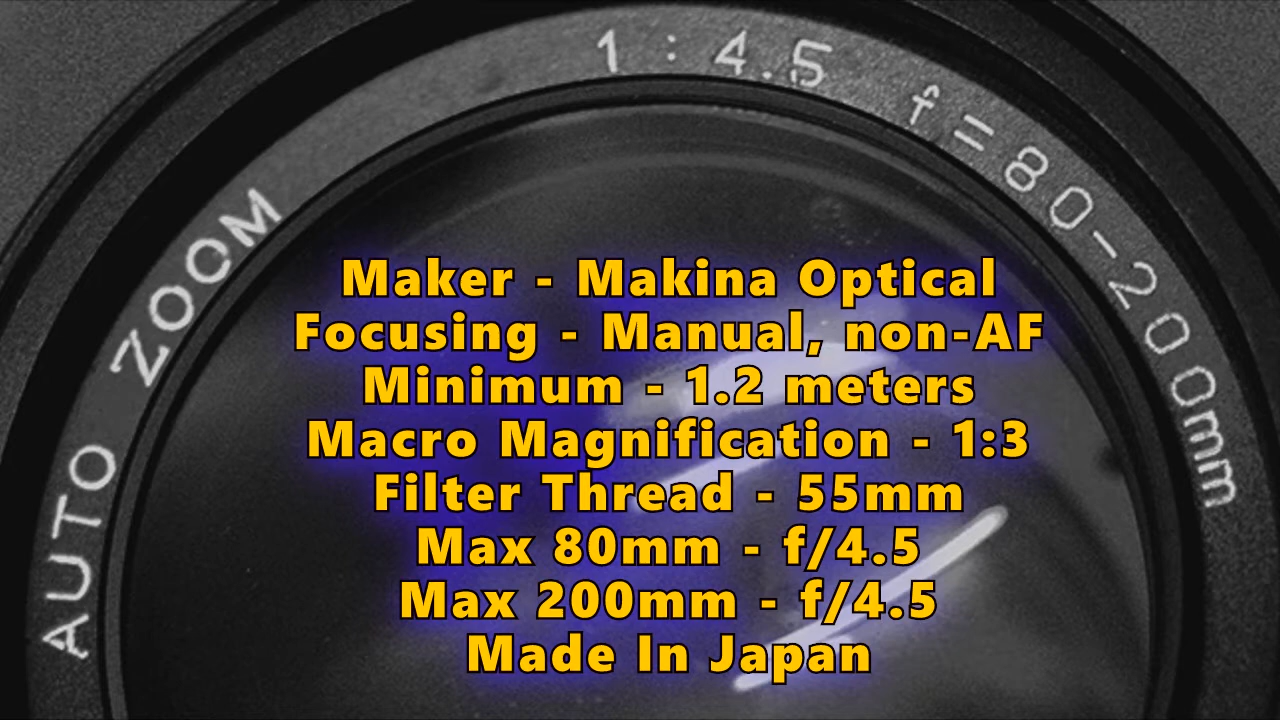 AUTO ZOOM 1:4.5 f=80-200mm
Maker - Makina Optical
Focusing - Manual, non-AF
Minimum - 1.2 meters
Macro Magnification - 1:3
Filter Thread - 55mm
Max 80mm - f/4.5
Max 200mm - f/4.5
Made In Japan